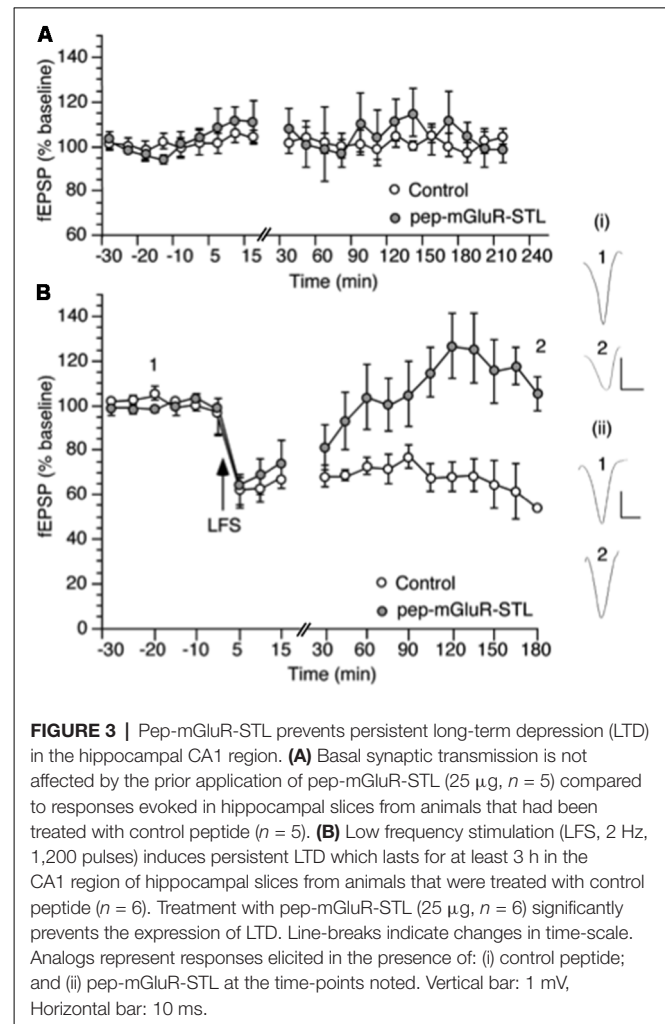 A
140
120
100
80
60
fEPSP (% baseline)
Control
pep-mGluR-STL
-30 -20 -10 5 15 30 60 90 120 150 180 210 240
Time (min)
(i)
1
2
(ii)
1
2
B
140
120
100
80
60
40
20
0
fEPSP (% baseline)
1
2
LFS
Control
pep-mGluR-STL
-30 -20 -10 5 15 30 60 90 120 150 180
Time (min)
FIGURE 3 | Pep-mGluR-STL prevents persistent long-term depression (LTD)
in the hippocampal CA1 region. (A) Basal synaptic transmission is not
affected by the prior application of pep-mGluR-STL (25 μg, n = 5) compared
to responses evoked in hippocampal slices from animals that had been
treated with control peptide (n = 5). (B) Low frequency stimulation (LFS, 2 Hz,
1,200 pulses) induces persistent LTD which lasts for at least 3 h in the
CA1 region of hippocampal slices from animals that were treated with control
peptide (n = 6). Treatment with pep-mGluR-STL (25 μg, n = 6) significantly
prevents the expression of LTD. Line-breaks indicate changes in time-scale.
Analogs represent responses elicited in the presence of: (i) control peptide;
and (ii) pep-mGluR-STL at the time-points noted. Vertical bar: 1 mV,
Horizontal bar: 10 ms.